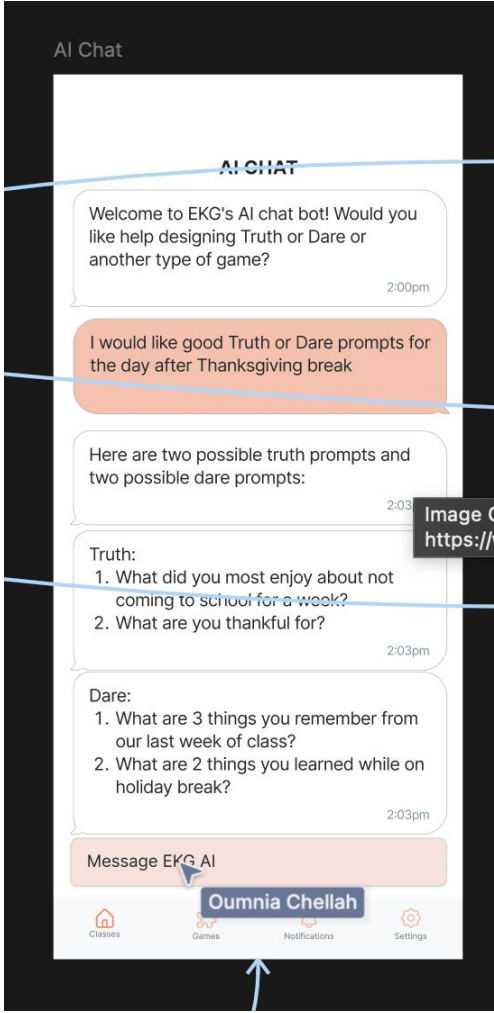 AI Chat
AI CHAT
Welcome to EKG's AI chat bot! Would you
like help designing Truth or Dare or
another type of game?
2:00pm
I would like good Truth or Dare prompts for
the day after Thanksgiving break
Here are two possible truth prompts and
two possible dare prompts:
2:03
Image
https://
Truth:
1. What did you most enjoy about not
coming to school for a week?
2. What are you thankful for?
2:03pm
Dare:
1. What are 3 things you remember from
our last week of class?
2. What are 2 things you learned while on
holiday break?
2:03pm
Message EKG AI
Oumnia Chellah
Classes
Games
Notifications
Settings